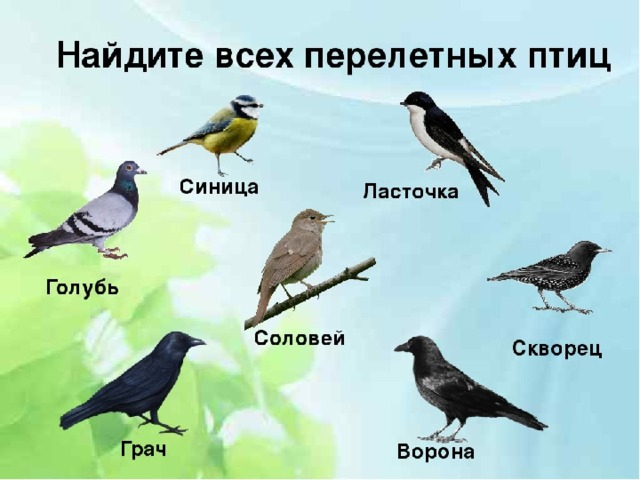 Найдите всех перелетных птиц
Синица
Ласточка
Голубь
Соловей
Скворец
Грач
Ворона